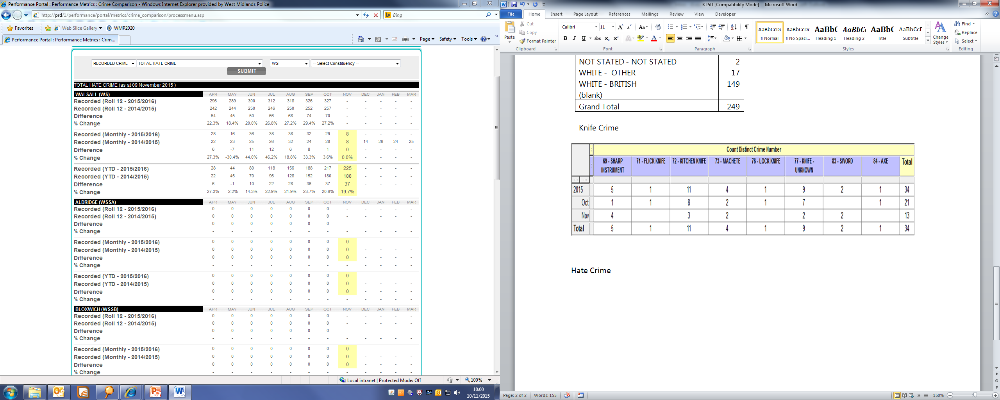 Performance Portal : Performance Metrics : Crime Comparison - Windows Internet Explorer provided by West Midlands Police
http://prd/1/performance/portal/metrics/crime_comparison/processmenu.asp
Bing
Favorites Web Slice Gallery WMP2020
Performance Portal : Performance Metrics : Crim...
Page Safety Tools
RECORDED CRIME TOTAL HATE CRIME WS -- Select Constituency --
SUBMIT
TOTAL HATE CRIME (as at 09 November 2015 )
WALSALL (WS) APR MAY JUN JUL AUG SEP OCT NOV DEC JAN FEB MAR
Recorded (Roll 12 - 2015/2016) 296 289 300 312 318 326 327 - - - - -
Recorded (Roll 12 - 2014/2015) 242 244 250 246 250 252 257 - - - - -
Difference 54 45 50 66 68 74 70 - - - - -
% Change 22.3% 18.4% 20.0% 26.8% 27.2% 29.4% 27.2% - - - - -
Recorded (Monthly - 2015/2016) 28 16 36 38 38 32 29 8 - - - -
Recorded (Monthly - 2014/2015) 22 23 25 26 32 24 28 8 14 26 24 25
Difference 6 -7 11 12 6 8 1 0 - - - -
% Change 27.3% -30.4% 44.0% 46.2% 18.8% 33.3% 3.6% 0.0% - - - -
Recorded (YTD - 2015/2016) 28 44 80 118 156 188 217 225 - - - -
Recorded (YTD - 2014/2015) 22 45 70 96 128 152 180 188 - - - -
Difference 6 -1 10 22 28 36 37 37 - - - -
% Change 27.3% -2.2% 14.3% 22.9% 21.9% 23.7% 20.6% 19.7% - - - -
ALDRIDGE (WSSA) APR MAY JUN JUL AUG SEP OCT NOV DEC JAN FEB MAR
Recorded (Roll 12 - 2015/2016) 0 0 0 0 0 0 0 - - - - -
Recorded (Roll 12 - 2014/2015) 0 0 0 0 0 0 0 - - - - -
Difference 0 0 0 0 0 0 0 - - - - -
% Change - - - - - - - - - - - -
Recorded (Monthly - 2015/2016) 0 0 0 0 0 0 0 0 - - - -
Recorded (Monthly - 2014/2015) 0 0 0 0 0 0 0 0 - - - -
Difference 0 0 0 0 0 0 0 0 - - - -
% Change - - - - - - - - - - - -
Recorded (YTD - 2015/2016) 0 0 0 0 0 0 0 0 - - - -
Recorded (YTD - 2014/2015) 0 0 0 0 0 0 0 0 - - - -
Difference 0 0 0 0 0 0 0 0 - - - -
% Change - - - - - - - - - - - -
BLOXWICH (WSSB) APR MAY JUN JUL AUG SEP OCT NOV DEC JAN FEB MAR
Recorded (Roll 12 - 2015/2016) 0 0 0 0 0 0 0 - - - - -
Recorded (Roll 12 - 2014/2015) 0 0 0 0 0 0 0 - - - - -
Difference 0 0 0 0 0 0 0 - - - - -
% Change - - - - - - - - - - - -
Recorded (Monthly - 2015/2016) 0 0 0 0 0 0 0 0 - - - -
Recorded (Monthly - 2014/2015) 0 0 0 0 0 0 0 0 - - - -
Difference 0 0 0 0 0 0 0 0 - - - -
% Change - - - - - - - - - - - -
Local intranet | Protected Mode: Off 100%
10:00
10/11/2015
K Pitt [Compatibility Mode] - Microsoft Word
File Home Insert Page Layout References Mailings Review View Developer
Paste Cut Copy Format Painter
Clipboard
Calibri 11
Font
Paragraph
AaBbCcDc AaBbCcDc AaBbC AaBbCc AaBbC AaBbCcI
¶ Normal ¶ No Spaci... Heading 1 Heading 2 Title Subtitle
Change Styles
Styles
Find
Replace
Select
Editing
NOT STATED - NOT STATED 2
WHITE - OTHER 17
WHITE - BRITISH 149
(blank)
Grand Total 249
Knife Crime
Count Distinct Crime Number
69 - SHARP INSTRUMENT 71 - FLICK KNIFE 72 - KITCHEN KNIFE 73 - MACHETE 76 - LOCK KNIFE 77 - KNIFE - UNKNOWN 83 - SWORD 84 - AXE Total
2015 5 1 11 4 1 9 2 1 34
Oct 1 1 8 2 1 7 1 21
Nov 4 3 2 2 2 13
Total 5 1 11 4 1 9 2 1 34
Hate Crime
Page: 2 of 2 Words: 155 150%